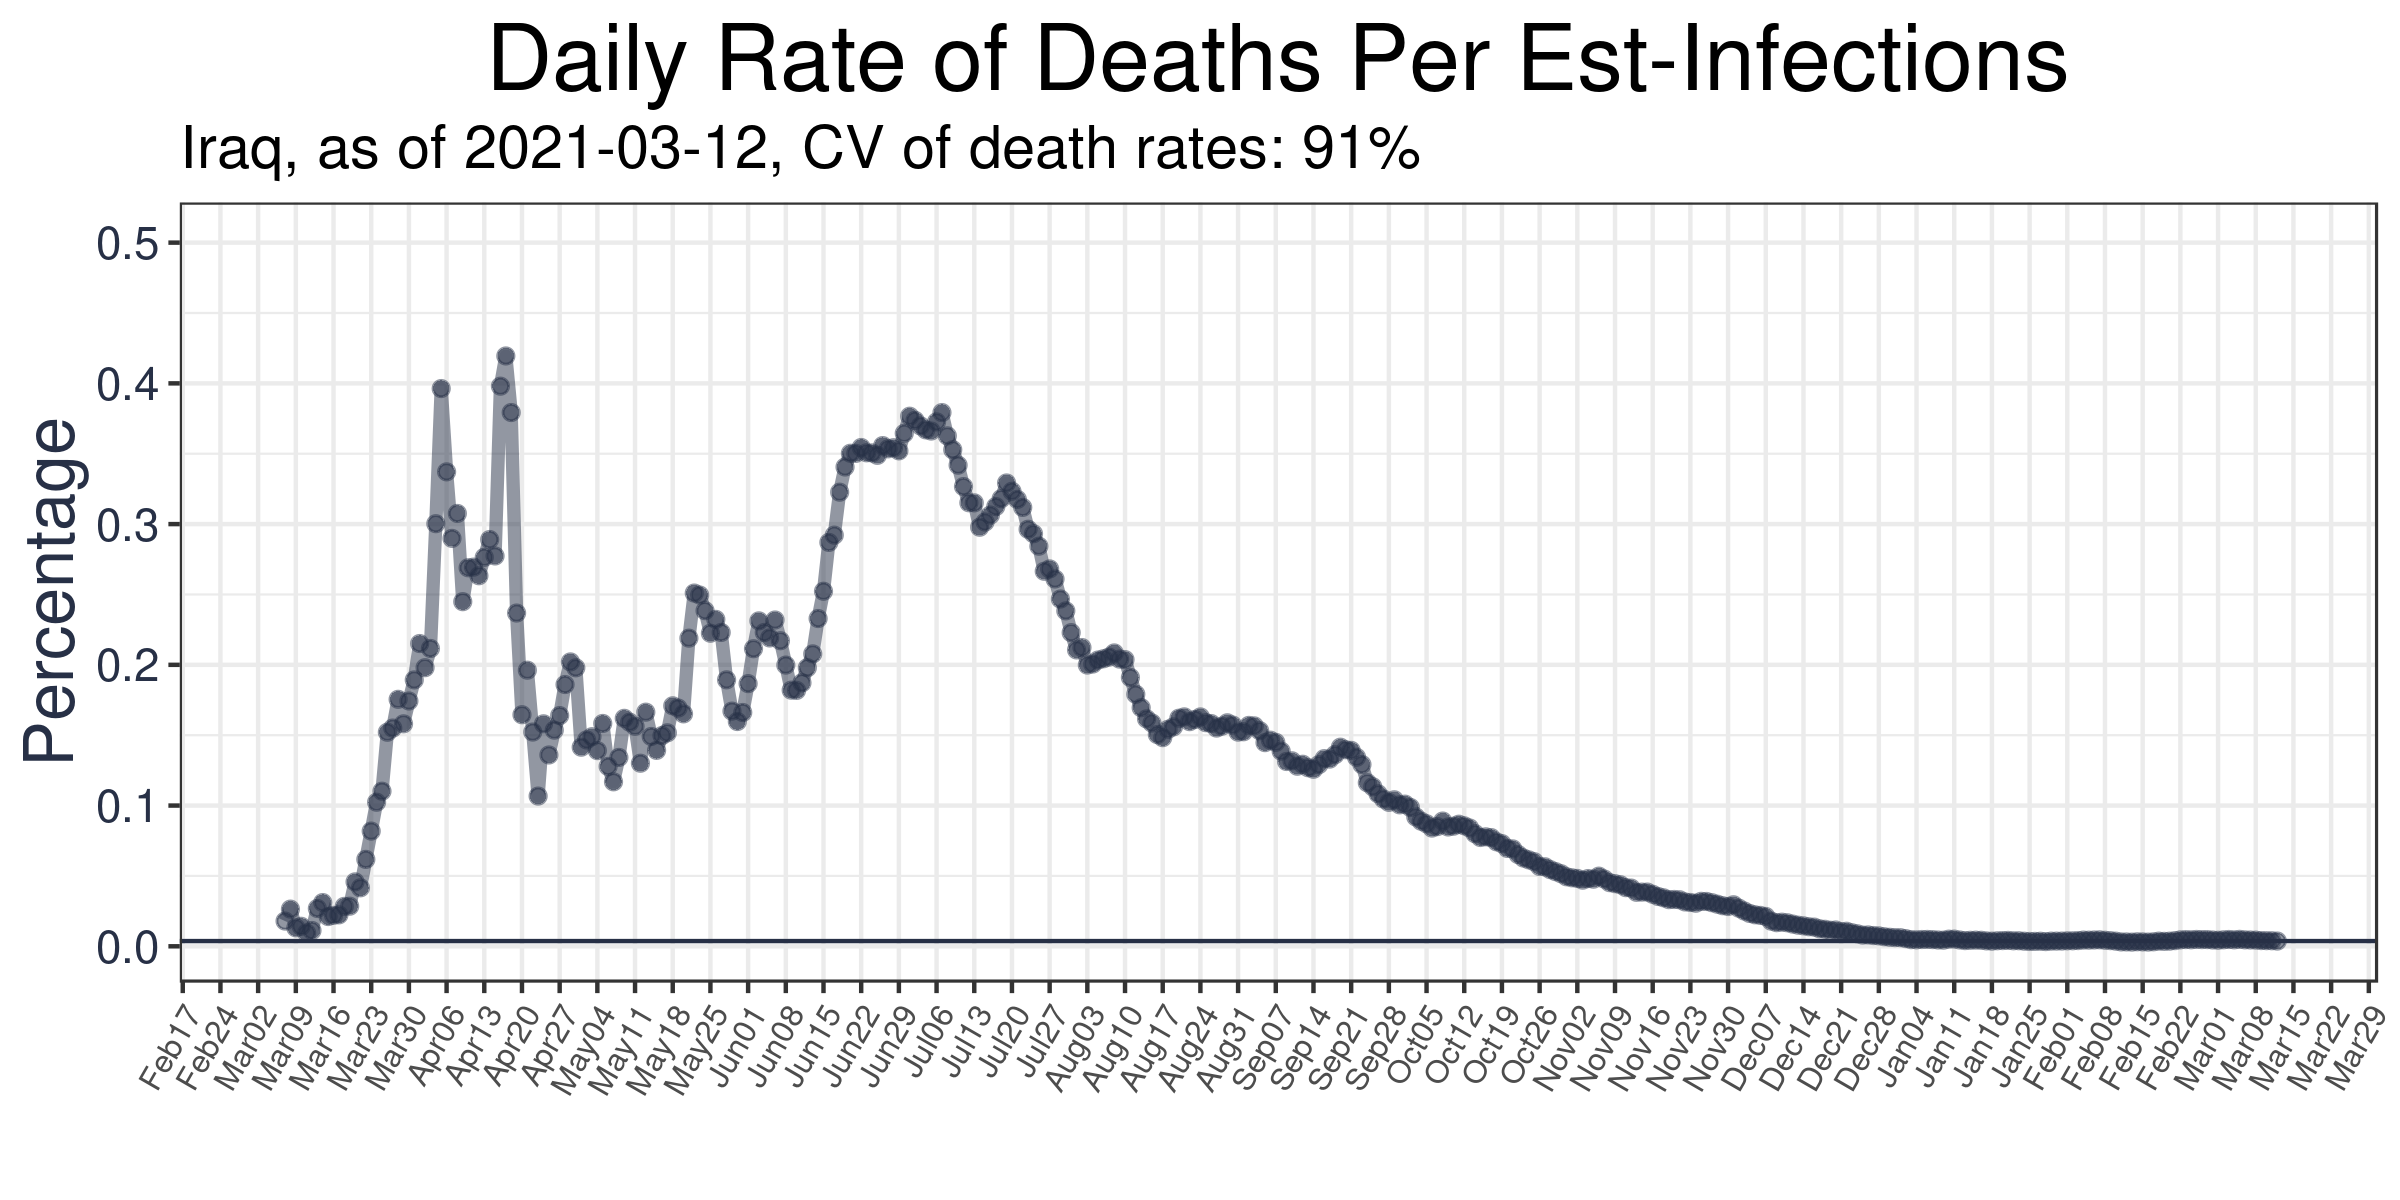 Daily Rate of Deaths Per Est-Infections
Iraq, as of 2021-03-12, CV of death rates: 91%
Percentage
0.5
0.4
0.3
0.2
0.1
0.0
Feb17
Feb24
Mar02
Mar09
Mar16
Mar23
Mar30
Apr06
Apr13
Apr20
Apr27
May04
May11
May18
May25
Jun01
Jun08
Jun15
Jun22
Jun29
Jul06
Jul13
Jul20
Jul27
Aug03
Aug10
Aug17
Aug24
Aug31
Sep07
Sep14
Sep21
Sep28
Oct05
Oct12
Oct19
Oct26
Nov02
Nov09
Nov16
Nov23
Nov30
Dec07
Dec14
Dec21
Dec28
Jan04
Jan11
Jan18
Jan25
Feb01
Feb08
Feb15
Feb22
Mar01
Mar08
Mar15
Mar22
Mar29